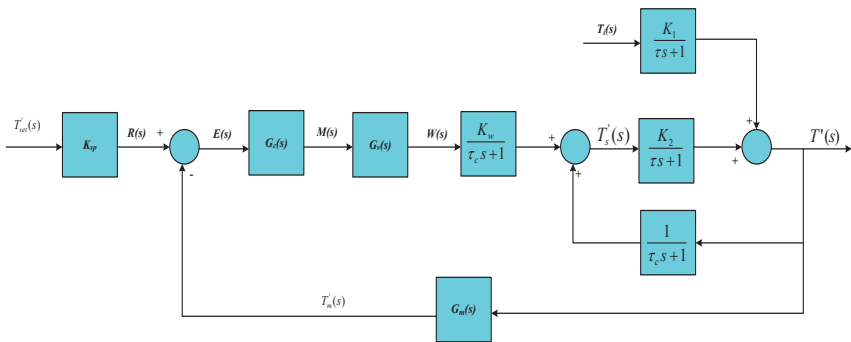 T_i(s)
K_1
τs+1
T'_set(s)
K_sp
R(s)
+
-
E(s)
G_c(s)
M(s)
G_v(s)
W(s)
K_w
τ_c s+1
+
+
T'_s(s)
K_2
τs+1
+
+
T'(s)
1
τ_c s+1
T'_m(s)
G_m(s)